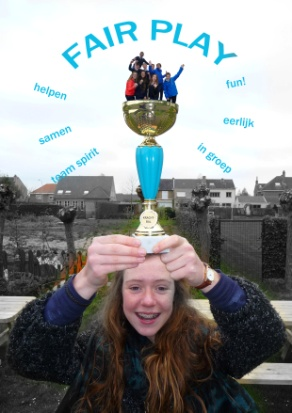 FAIR PLAY
helpen
fun!
samen
eerlijk
team spirit
in groep